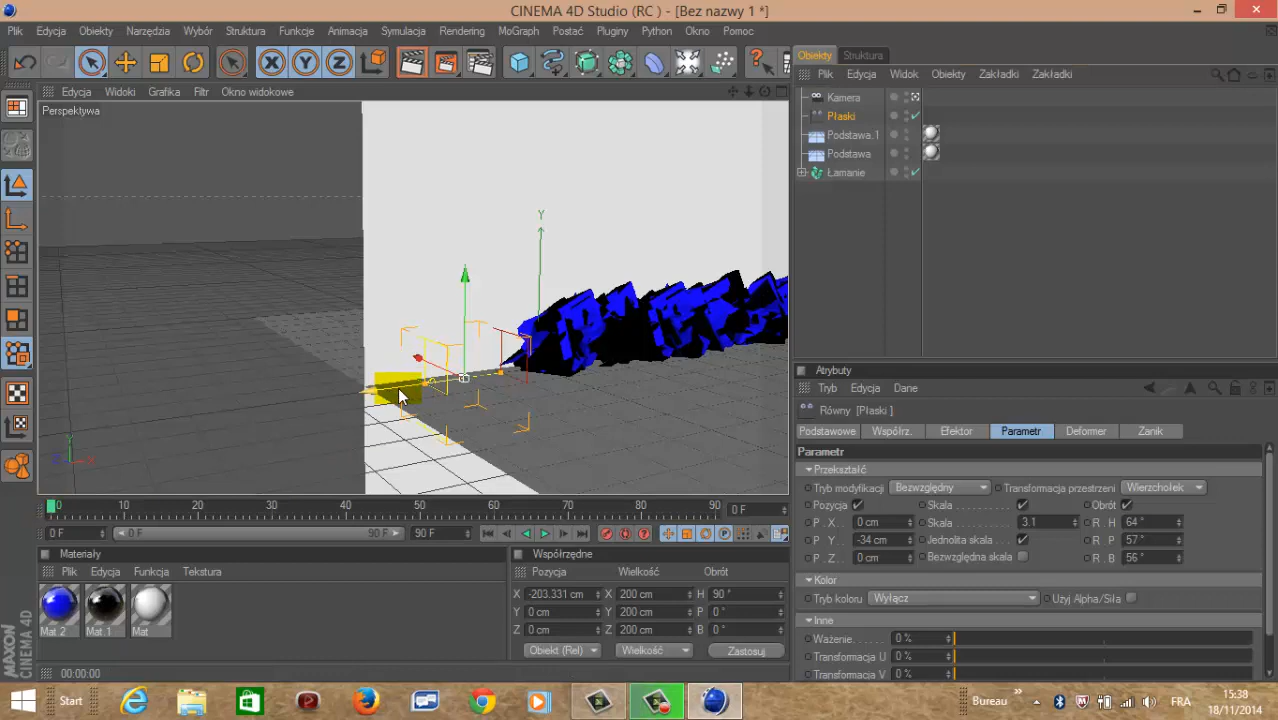 CINEMA 4D Studio (RC ) - [Bez nazwy 1 *]
Plik Edycja Obiekty Narzędzia Wybór Struktura Funkcje Animacja Symulacja Rendering MoGraph Postać Pluginy Python Okno Pomoc
Obiekty Struktura
Plik Edycja Widok Obiekty Zakładki Zakładki
Edycja Widoki Grafika Filtr Okno widokowe
Perspektywa
Kamera
Płaski
Podstawa.1
Podstawa
Łamanie
Y
Y
X
Z
Atrybuty
Tryb Edycja Dane
Równy [Płaski ]
Podstawowe Współrz. Efektor Parametr Deformer Zanik
Parametr
Przekształć
Tryb modyfikacji Bezwzględny Transformacja przestrzeni Wierzchołek
Pozycja Skala Obrót
P . X 0 cm Skala 3.1 R . H 64 °
P . Y -34 cm Jednolita skala R . P 57 °
P . Z 0 cm Bezwzględna skala R . B 56 °
Kolor
Tryb koloru Wyłącz Uzyj Alpha/Siła
Inne
Ważenie 0 %
Transformacja U 0 %
Transformacja V 0 %
0 10 20 30 40 50 60 70 80 90 0 F
0 F 0 F 90 F 90 F
Materiały
Plik Edycja Funkcja Tekstura
Mat 2 Mat.1 Mat
Współrzędne
Pozycja Wielkość Obrót
X -203.331 cm X 200 cm H 90 °
Y 0 cm Y 200 cm P 0 °
Z 0 cm Z 200 cm B 0 °
Obiekt (Rel) Wielkość Zastosuj
MAXON
CINEMA 4D
00:00:00
Start
Bureau
FRA
15:38
18/11/2014